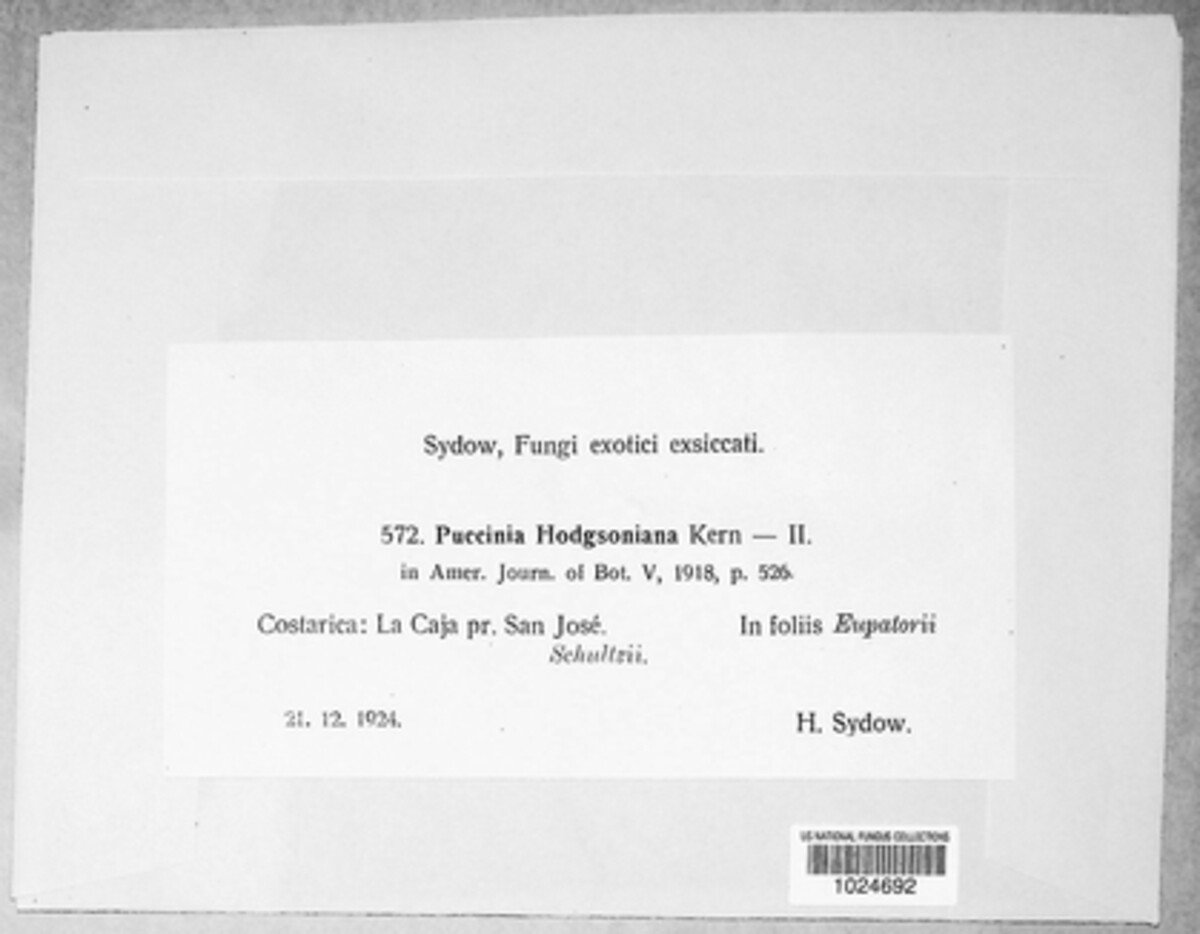 Sydow, Fungi exotici exsiccati.
572. Puccinia Hodgsoniana Kern — II.
in Amer. Journ. of Bot. V, 1918, p. 526.
Costarica: La Caja pr. San José. In foliis Eupatorii
Schultzii.
21. 12. 1924. H. Sydow.
US NATIONAL FUNGUS COLLECTIONS
1024692